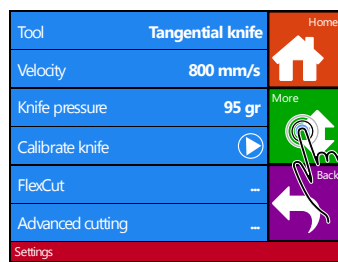 Tool Tangential knife
Home
Velocity 800 mm/s
Knife pressure 95 gr
More
Calibrate knife
FlexCut ...
Back
Advanced cutting ...
Settings